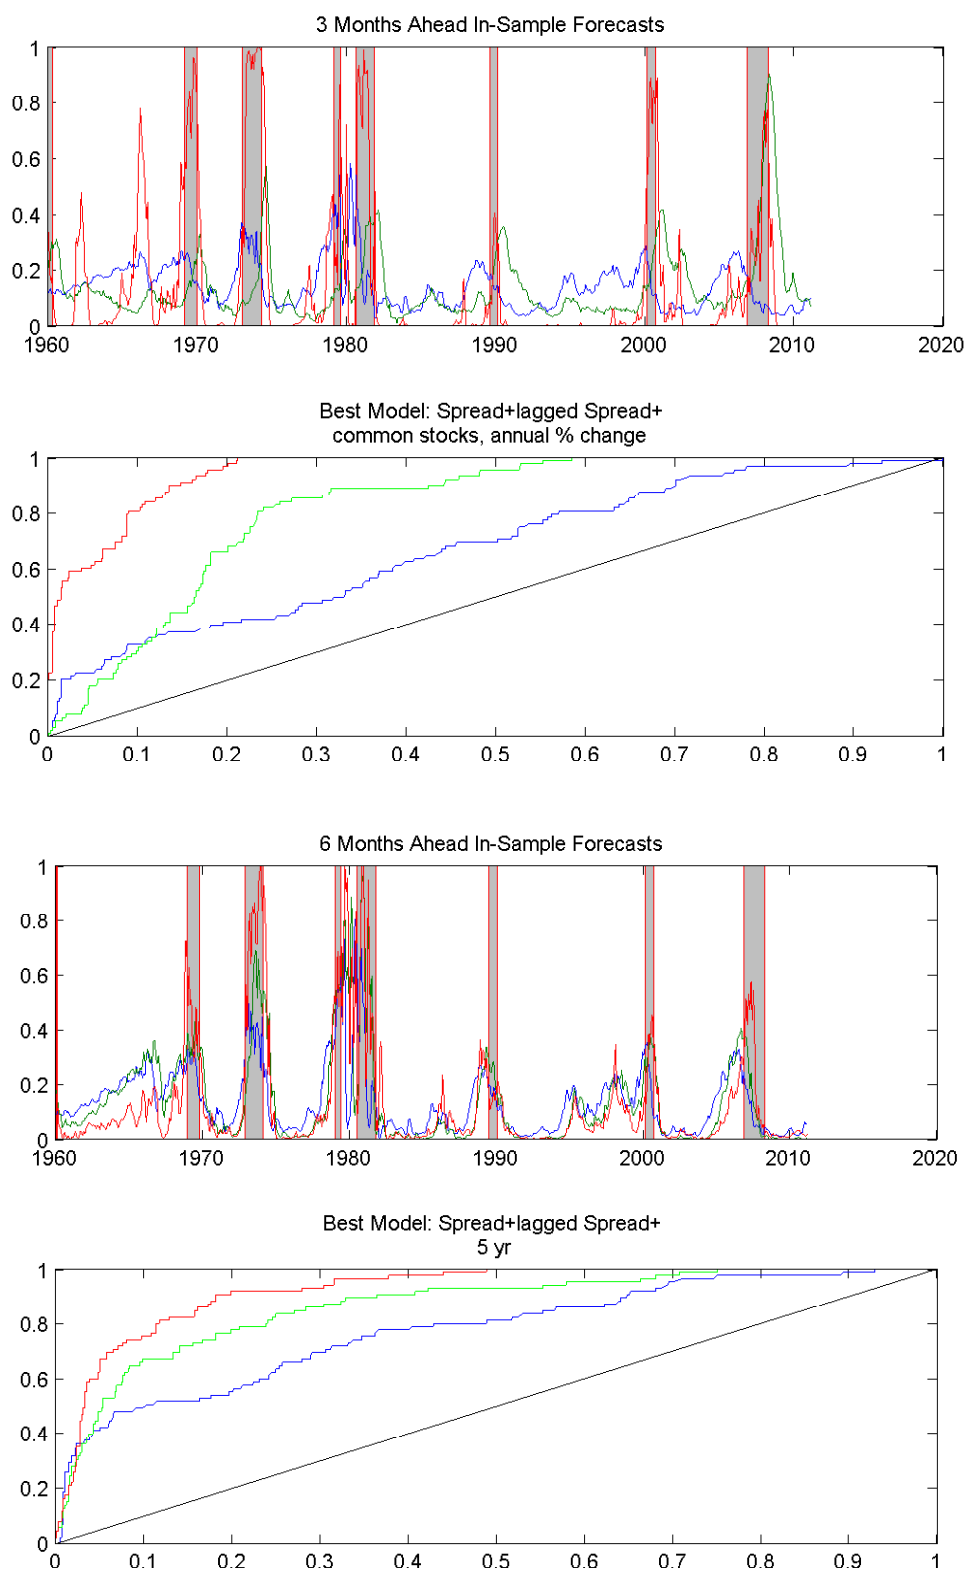 3 Months Ahead In-Sample Forecasts
1
0.8
0.6
0.4
0.2
0
1960 1970 1980 1990 2000 2010 2020
Best Model: Spread+lagged Spread+
common stocks, annual % change
1
0.8
0.6
0.4
0.2
0
0 0.1 0.2 0.3 0.4 0.5 0.6 0.7 0.8 0.9 1
6 Months Ahead In-Sample Forecasts
1
0.8
0.6
0.4
0.2
0
1960 1970 1980 1990 2000 2010 2020
Best Model: Spread+lagged Spread+
5 yr
1
0.8
0.6
0.4
0.2
0
0 0.1 0.2 0.3 0.4 0.5 0.6 0.7 0.8 0.9 1